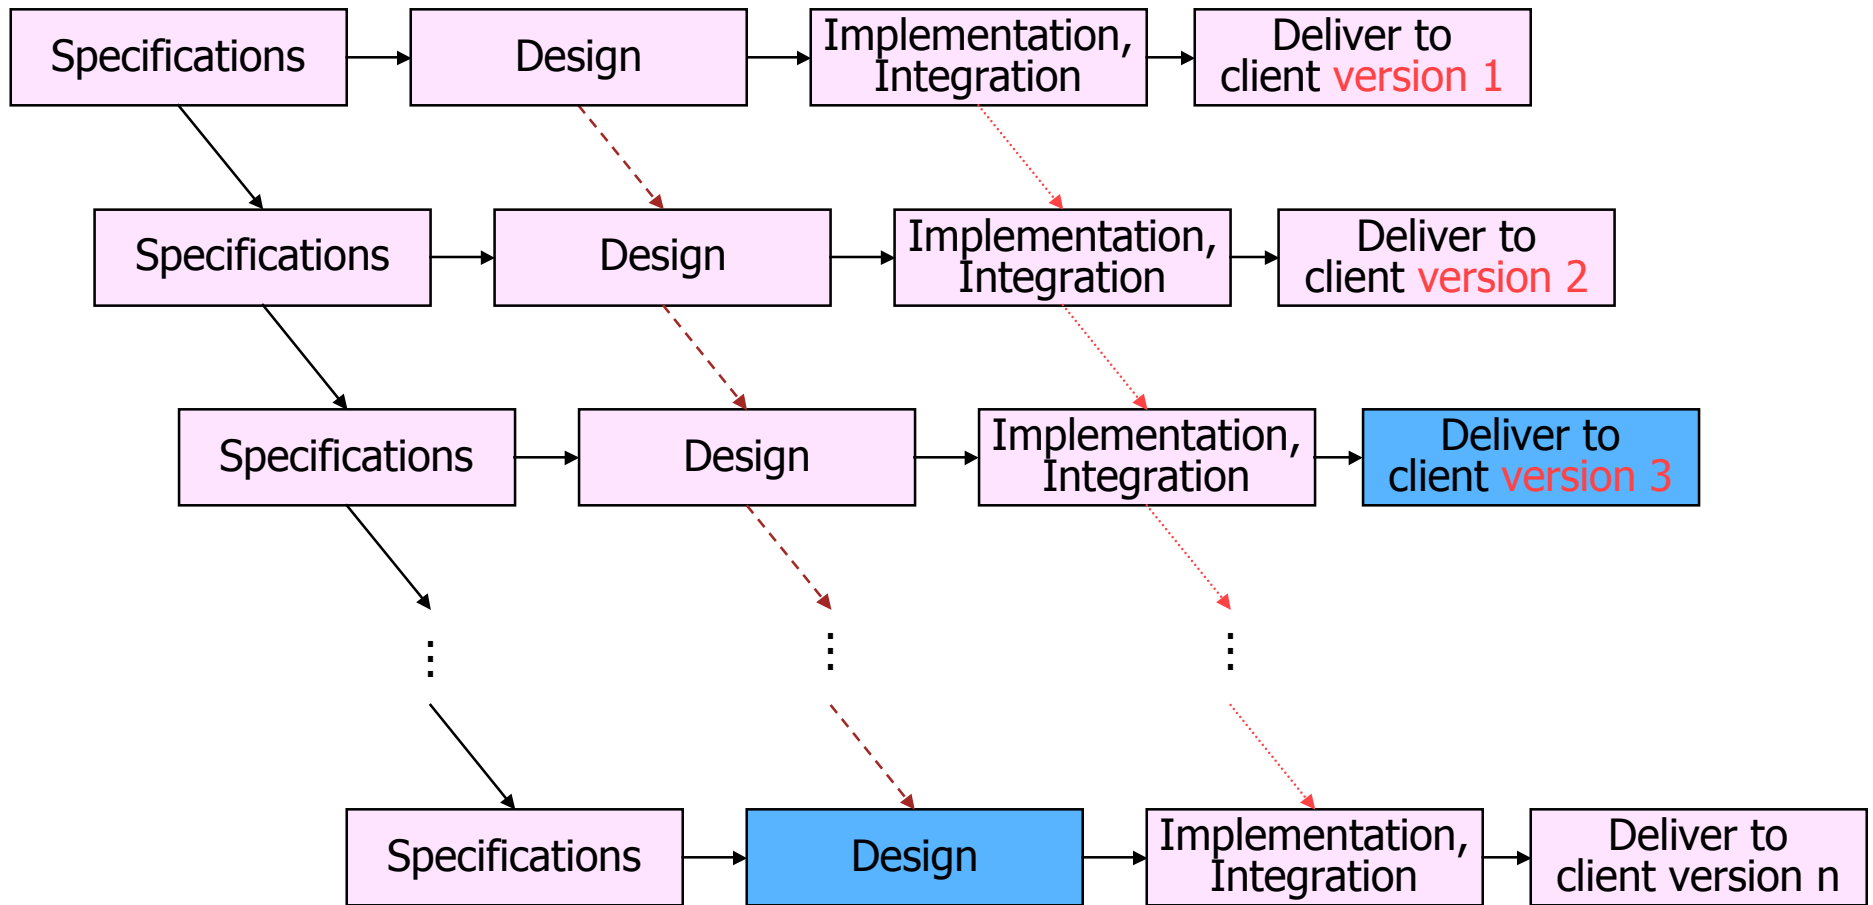 Specifications
Design
Implementation,
Integration
Deliver to
client version 1
Specifications
Design
Implementation,
Integration
Deliver to
client version 2
Specifications
Design
Implementation,
Integration
Deliver to
client version 3
⋮
⋮
⋮
Specifications
Design
Implementation,
Integration
Deliver to
client version n